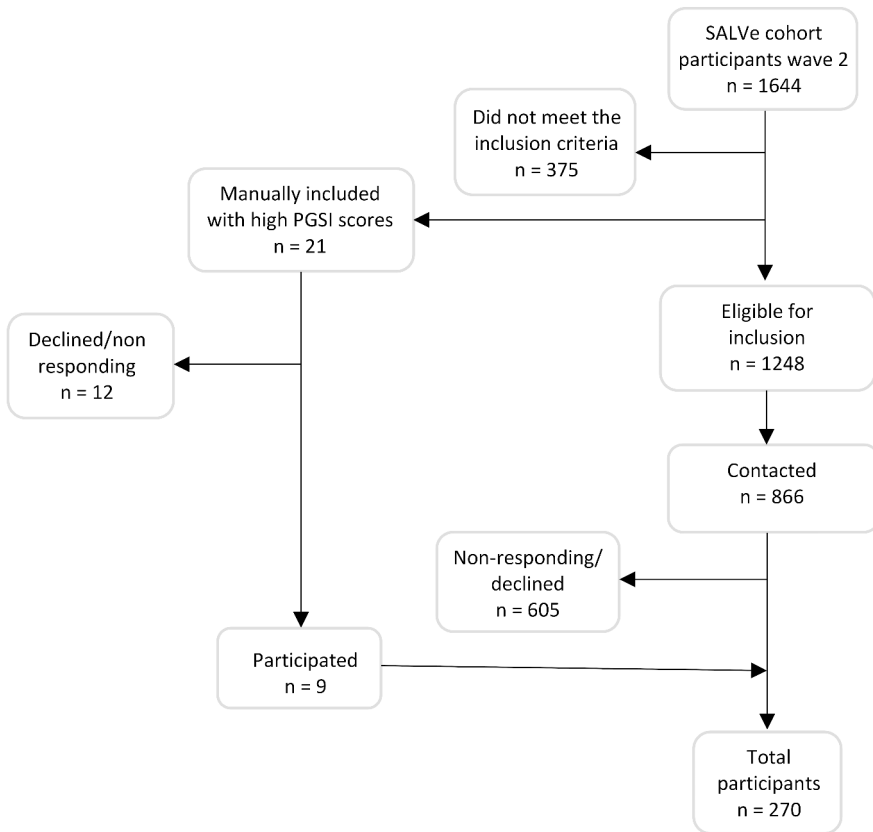 SALVe cohort
participants wave 2
n = 1644
Did not meet the
inclusion criteria
n = 375
Manually included
with high PGSI scores
n = 21
Eligible for
inclusion
n = 1248
Declined/non
responding
n = 12
Contacted
n = 866
Non-responding/
declined
n = 605
Participated
n = 9
Total
participants
n = 270